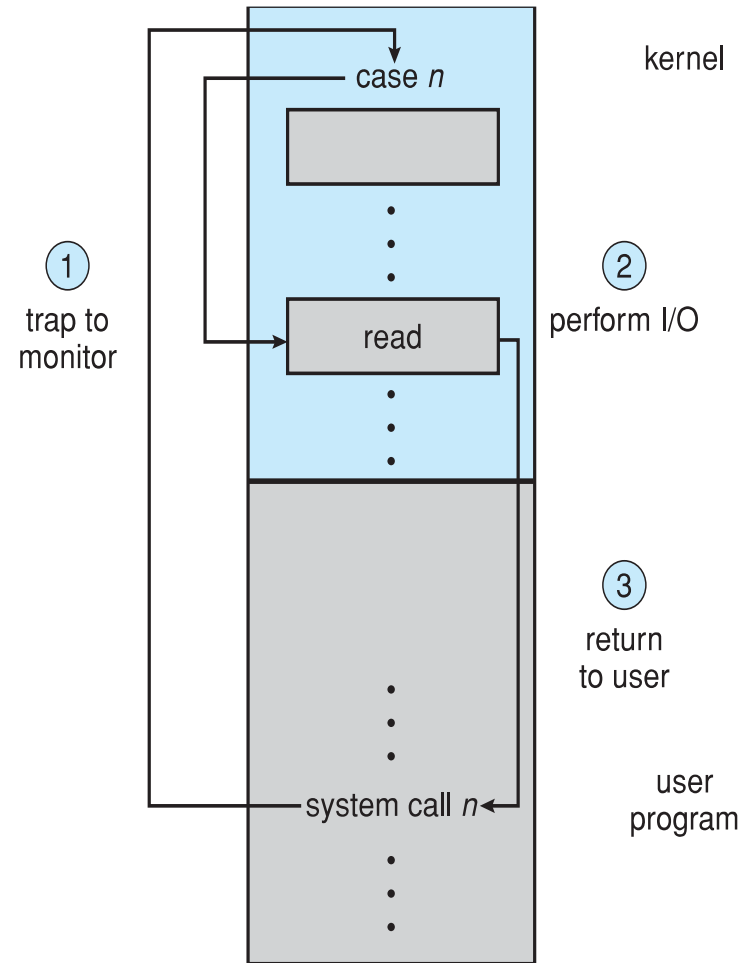 kernel
case n
1
trap to
monitor
2
perform I/O
read
3
return
to user
system call n
user
program